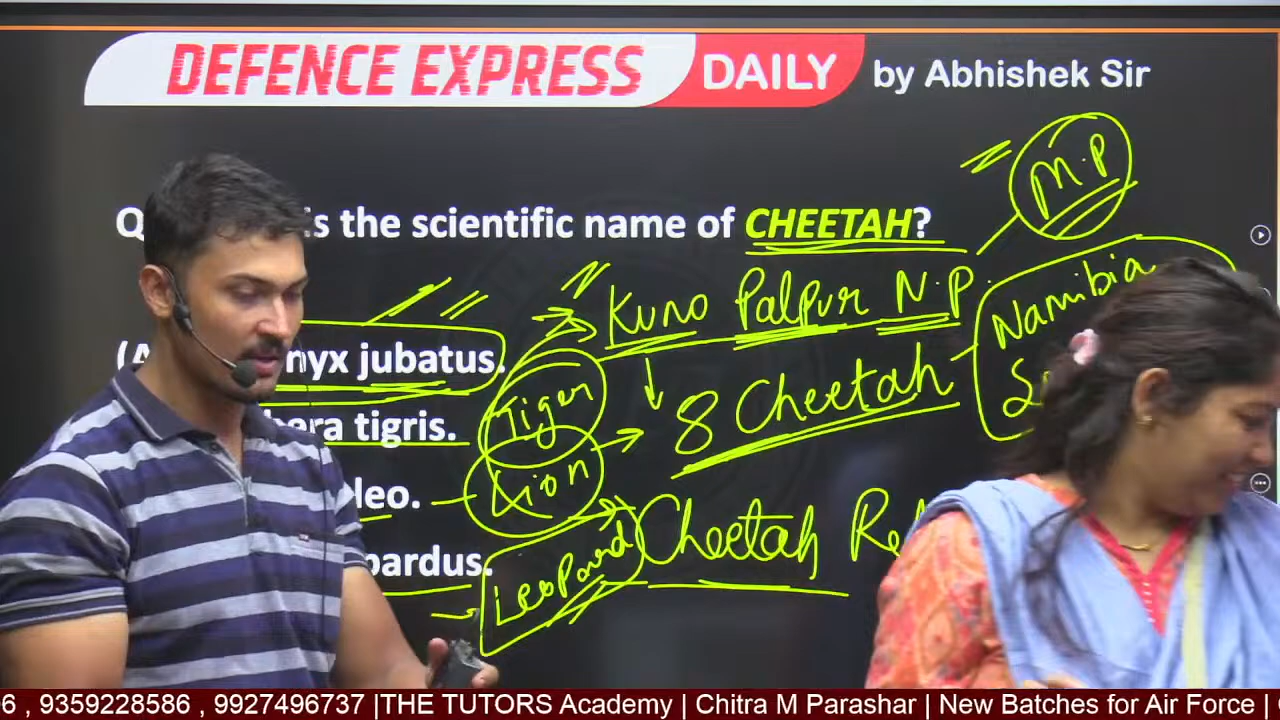 DEFENCE EXPRESS DAILY by Abhishek Sir
M.P
is the scientific name of CHEETAH?
Kuno Palpur N.P.
Namibia
nyx jubatus.
Tiger
8 Cheetah
tigris.
Lion
leo.
Cheetah
pardus.
Leopard
6 , 9359228586 , 9927496737 |THE TUTORS Academy | Chitra M Parashar | New Batches for Air Force |